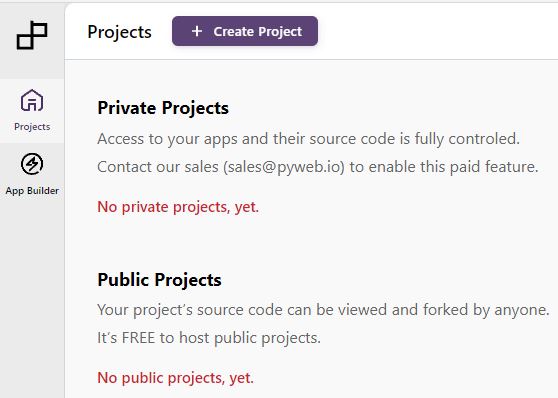 Projects
+ Create Project
Projects
App Builder
Private Projects
Access to your apps and their source code is fully controled.
Contact our sales (sales@pyweb.io) to enable this paid feature.
No private projects, yet.
Public Projects
Your project's source code can be viewed and forked by anyone.
It's FREE to host public projects.
No public projects, yet.